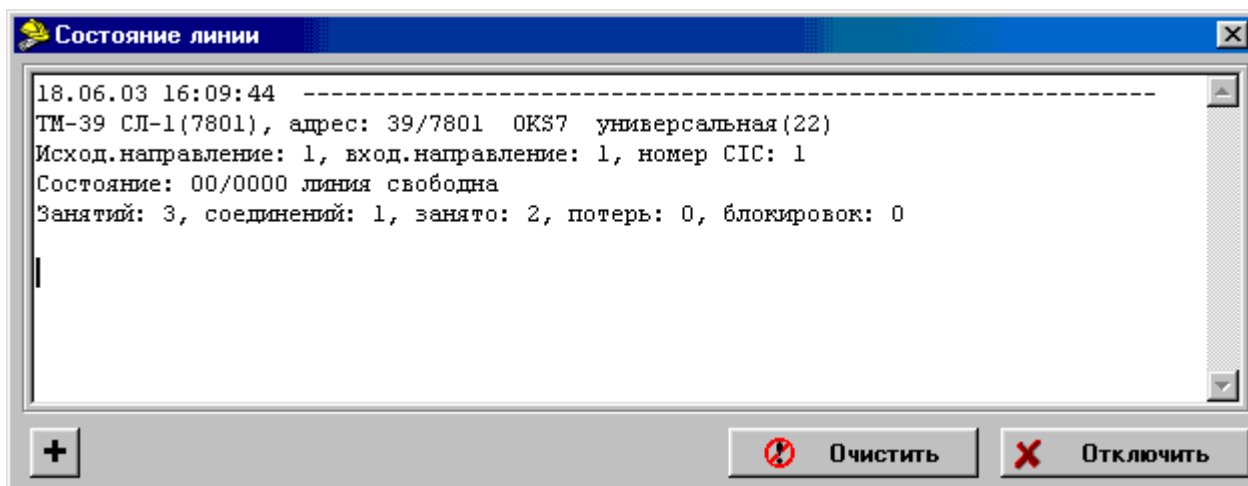 Состояние линии
18.06.03 16:09:44 -------------------------------------------------------------
ТМ-39 СЛ-1(7801), адрес: 39/7801 OKS7 универсальная(22)
Исход.направление: 1, вход.направление: 1, номер CIC: 1
Состояние: 00/0000 линия свободна
Занятий: 3, соединений: 1, занято: 2, потерь: 0, блокировок: 0
Очистить
Отключить